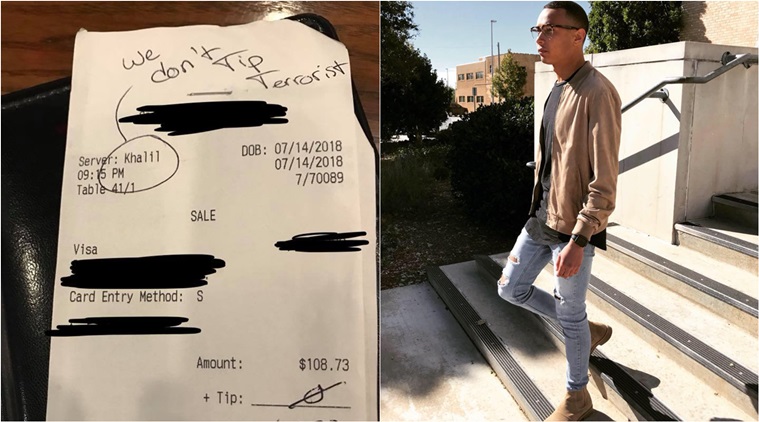 we
don't Tip
Terrorist
DOB: 07/14/2018
Server: Khalil 07/14/2018
09:15 PM 7/70089
Table 41/1
SALE
Visa
Card Entry Method: S
Amount: $108.73
+ Tip: